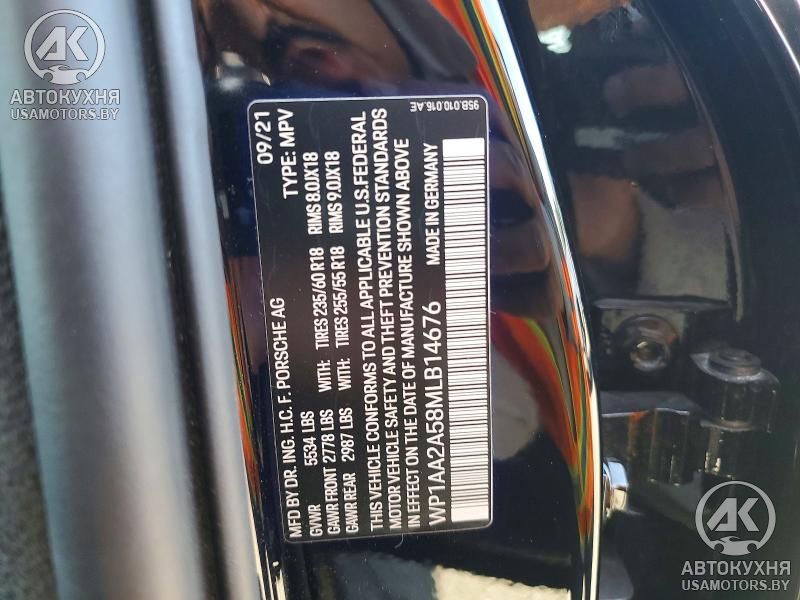 АК
АВТОКУХНЯ
USAMOTORS.BY
MFD BY DR. ING. H.C. F. PORSCHE AG 09/21
GVWR 5534 LBS TYPE: MPV
GAWR FRONT 2778 LBS WITH: TIRES 235/60 R18 RIMS 8.0JX18
GAWR REAR 2987 LBS WITH: TIRES 255/55 R18 RIMS 9.0JX18
THIS VEHICLE CONFORMS TO ALL APPLICABLE U.S. FEDERAL
MOTOR VEHICLE SAFETY AND THEFT PREVENTION STANDARDS
IN EFFECT ON THE DATE OF MANUFACTURE SHOWN ABOVE
WP1AA2A58MLB14676 MADE IN GERMANY
95B.010.016.AE
АК
АВТОКУХНЯ
USAMOTORS.BY